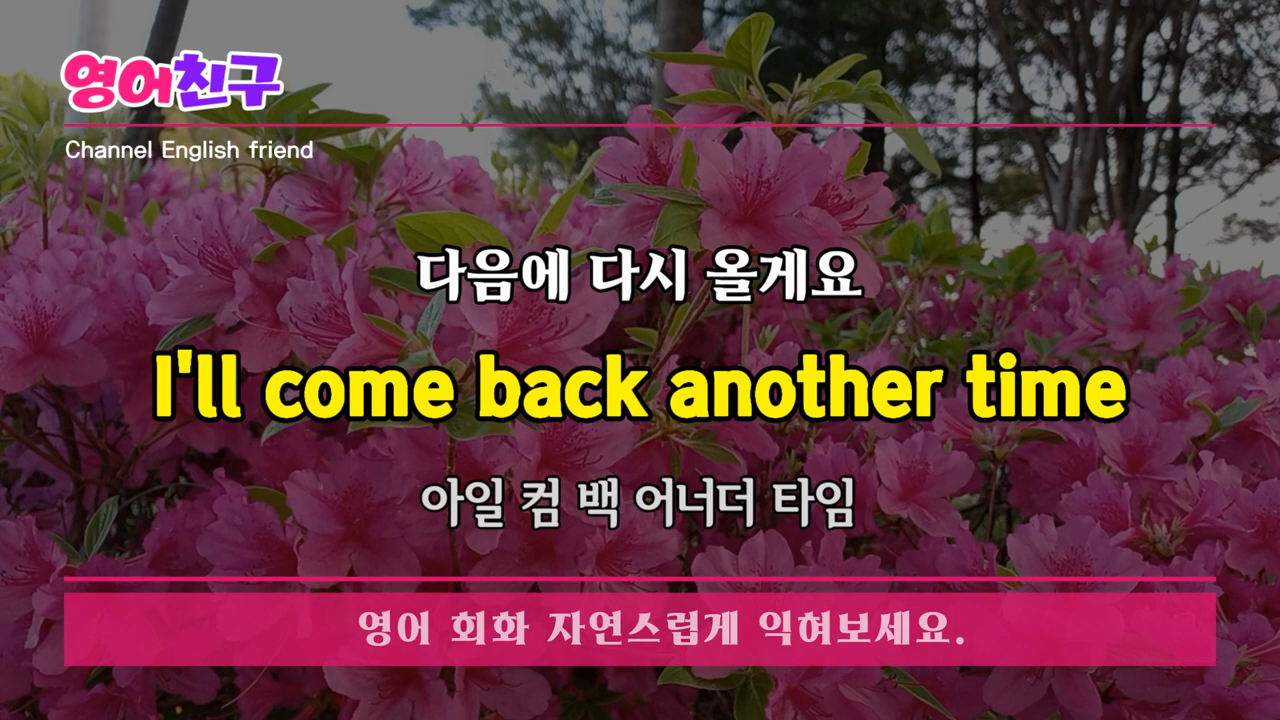 영어친구
Channel English friend
다음에 다시 올게요
I'll come back another time
아일 컴 백 어너더 타임
영어 회화 자연스럽게 익혀보세요.